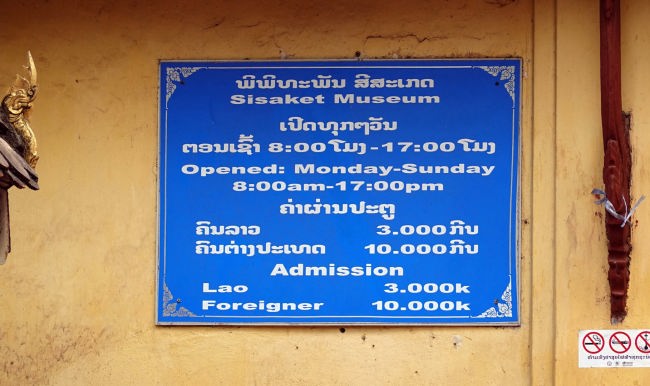 ພິພິທະພັນ ສີສະເກດ
Sisaket Museum
ເປີດທຸກໆວັນ
ຕອນເຊົ້າ 8:00ໂມງ-17:00ໂມງ
Opened: Monday-Sunday
8:00am-17:00pm
ຄ່າຜ່ານປະຕູ
ຄົນລາວ 3.000ກີບ
ຄົນຕ່າງປະເທດ 10.000ກີບ
Admission
Lao 3.000k
Foreigner 10.000k